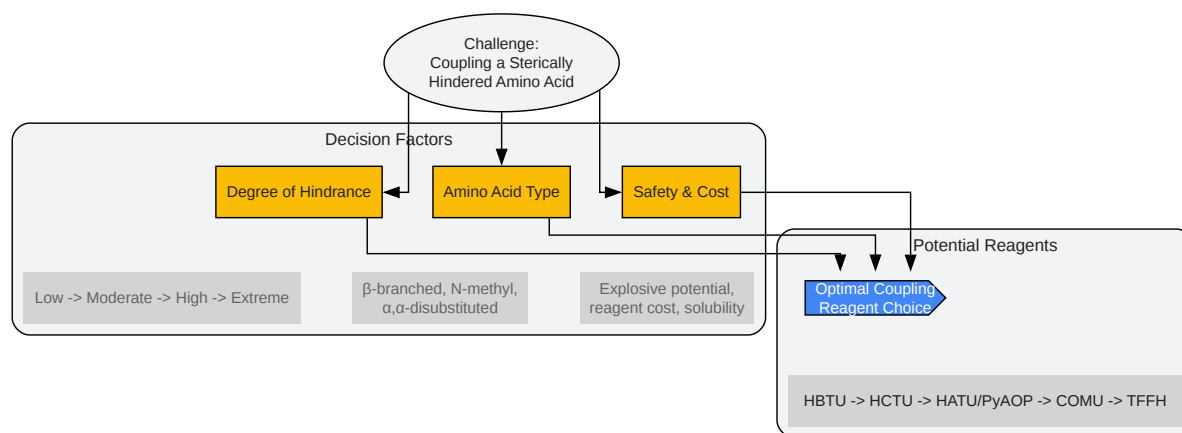 Challenge:
Coupling a Sterically
Hindered Amino Acid
Decision Factors
Degree of Hindrance
Amino Acid Type
Safety & Cost
Low -> Moderate -> High -> Extreme
β-branched, N-methyl,
α,α-disubstituted
Explosive potential,
reagent cost, solubility
Potential Reagents
Optimal Coupling
Reagent Choice
HBTU -> HCTU -> HATU/PyAOP -> COMU -> TFFH